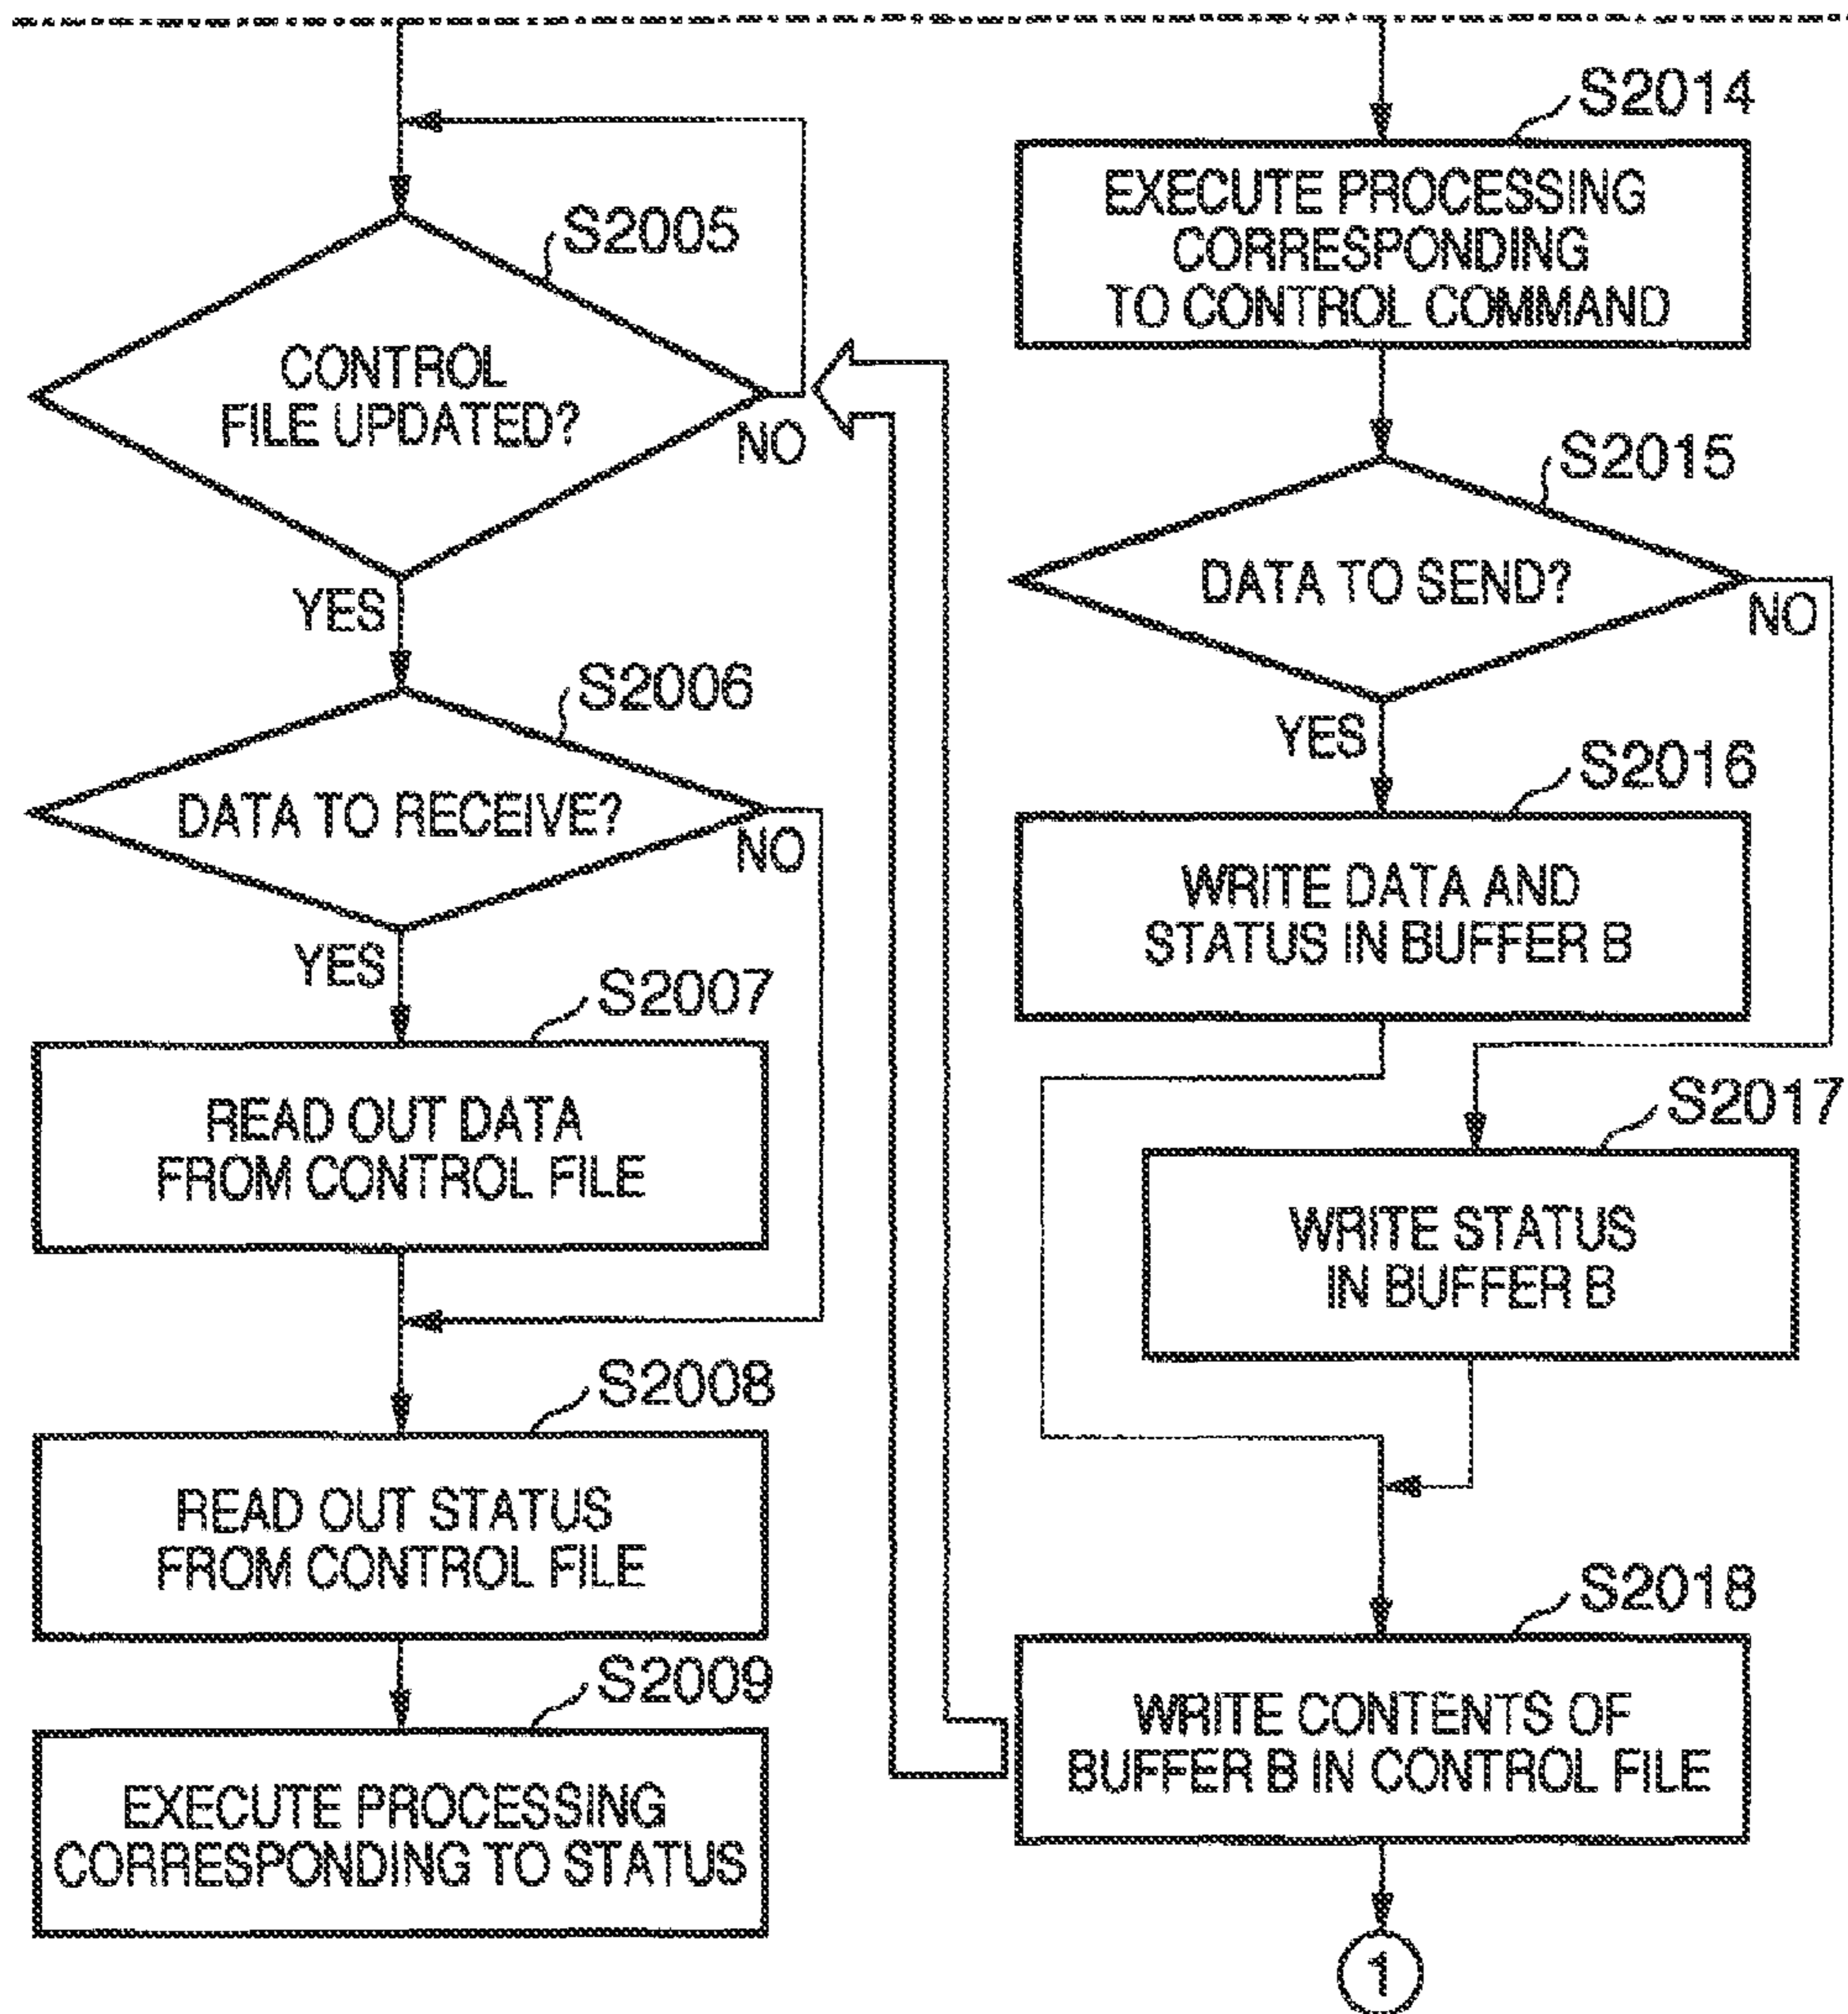 S2005
CONTROL
FILE UPDATED?
NO
YES
S2006
DATA TO RECEIVE?
NO
YES
S2007
READ OUT DATA
FROM CONTROL FILE
S2008
READ OUT STATUS
FROM CONTROL FILE
S2009
EXECUTE PROCESSING
CORRESPONDING TO STATUS
S2014
EXECUTE PROCESSING
CORRESPONDING
TO CONTROL COMMAND
S2015
DATA TO SEND?
NO
YES
S2016
WRITE DATA AND
STATUS IN BUFFER B
S2017
WRITE STATUS
IN BUFFER B
S2018
WRITE CONTENTS OF
BUFFER B IN CONTROL FILE
1